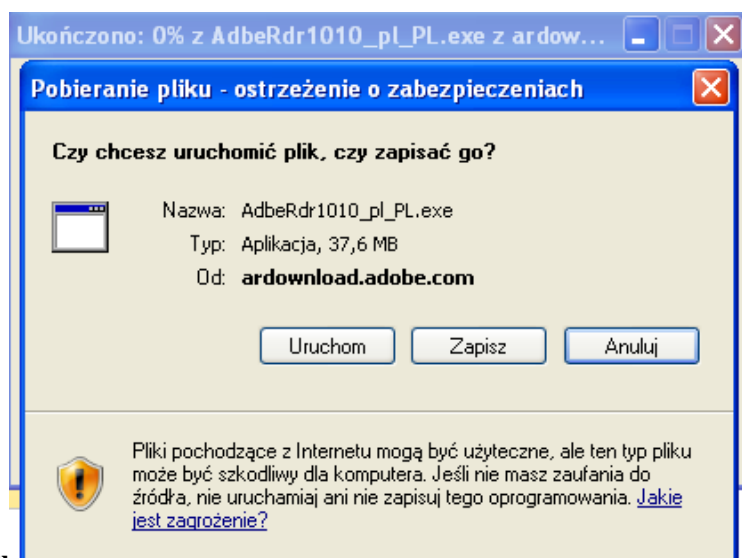 Ukończono: 0% z AdbeRdr1010_pl_PL.exe z ardow...
Pobieranie pliku - ostrzeżenie o zabezpieczeniach
Czy chcesz uruchomić plik, czy zapisać go?
Nazwa: AdbeRdr1010_pl_PL.exe
Typ: Aplikacja, 37,6 MB
Od: ardownload.adobe.com
Uruchom Zapisz Anuluj
Pliki pochodzące z Internetu mogą być użyteczne, ale ten typ pliku
może być szkodliwy dla komputera. Jeśli nie masz zaufania do
źródła, nie uruchamiaj ani nie zapisuj tego oprogramowania. Jakie
jest zagrożenie?